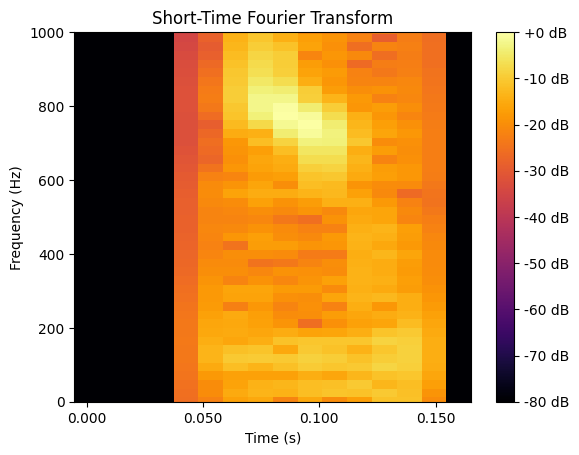 Short-Time Fourier Transform
1000
800
600
400
200
0
Frequency (Hz)
0.000
0.050
0.100
0.150
Time (s)
+0 dB
-10 dB
-20 dB
-30 dB
-40 dB
-50 dB
-60 dB
-70 dB
-80 dB